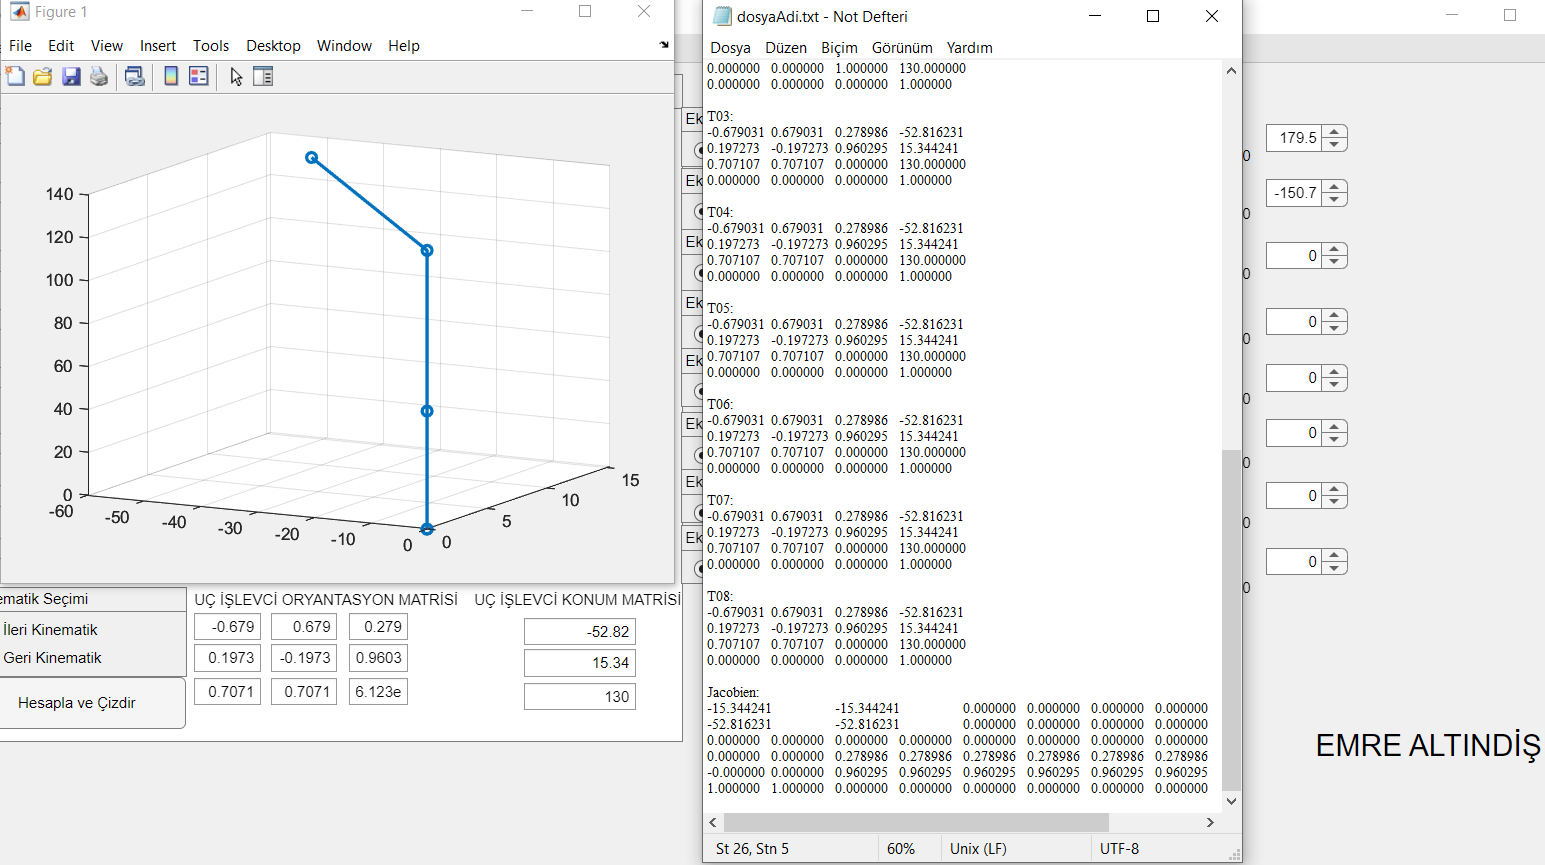 Figure 1
File Edit View Insert Tools Desktop Window Help
140
120
100
80
60
40
20
0
-60
-50
-40
-30
-20
-10
0
0
5
10
15
ematik Seçimi
İleri Kinematik
Geri Kinematik
Hesapla ve Çizdir
UÇ İŞLEVCİ ORYANTASYON MATRİSİ
-0.679 0.679 0.279
0.1973 -0.1973 0.9603
0.7071 0.7071 6.123e
UÇ İŞLEVCİ KONUM MATRİSİ
-52.82
15.34
130
Ek
Ek
Ek
Ek
Ek
Ek
Ek
Ek
dosyaAdi.txt - Not Defteri
Dosya Düzen Biçim Görünüm Yardım
0.000000 0.000000 1.000000 130.000000
0.000000 0.000000 0.000000 1.000000
T03:
-0.679031 0.679031 0.278986 -52.816231
0.197273 -0.197273 0.960295 15.344241
0.707107 0.707107 0.000000 130.000000
0.000000 0.000000 0.000000 1.000000
T04:
-0.679031 0.679031 0.278986 -52.816231
0.197273 -0.197273 0.960295 15.344241
0.707107 0.707107 0.000000 130.000000
0.000000 0.000000 0.000000 1.000000
T05:
-0.679031 0.679031 0.278986 -52.816231
0.197273 -0.197273 0.960295 15.344241
0.707107 0.707107 0.000000 130.000000
0.000000 0.000000 0.000000 1.000000
T06:
-0.679031 0.679031 0.278986 -52.816231
0.197273 -0.197273 0.960295 15.344241
0.707107 0.707107 0.000000 130.000000
0.000000 0.000000 0.000000 1.000000
T07:
-0.679031 0.679031 0.278986 -52.816231
0.197273 -0.197273 0.960295 15.344241
0.707107 0.707107 0.000000 130.000000
0.000000 0.000000 0.000000 1.000000
T08:
-0.679031 0.679031 0.278986 -52.816231
0.197273 -0.197273 0.960295 15.344241
0.707107 0.707107 0.000000 130.000000
0.000000 0.000000 0.000000 1.000000
Jacobien:
-15.344241 -15.344241 0.000000 0.000000 0.000000 0.000000
-52.816231 -52.816231 0.000000 0.000000 0.000000 0.000000
0.000000 0.000000 0.000000 0.000000 0.000000 0.000000 0.000000 0.000000
0.000000 0.000000 0.278986 0.278986 0.278986 0.278986 0.278986 0.278986
-0.000000 0.000000 0.960295 0.960295 0.960295 0.960295 0.960295 0.960295
1.000000 1.000000 0.000000 0.000000 0.000000 0.000000 0.000000 0.000000
St 26, Stn 5 60% Unix (LF) UTF-8
179.5
0
-150.7
0
0
0
0
0
0
0
0
0
0
0
0
0
EMRE ALTINDİŞ